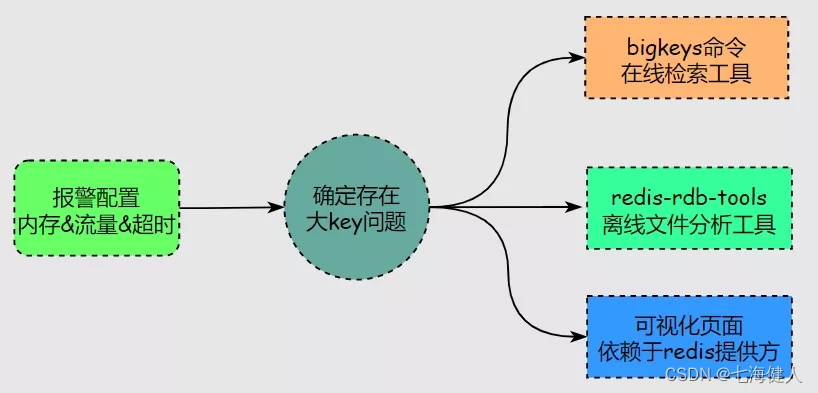 报警配置
内存&流量&超时
确定存在
大key问题
bigkeys命令
在线检索工具
redis-rdb-tools
离线文件分析工具
可视化页面
依赖于redis提供方
CSDN @七海健人